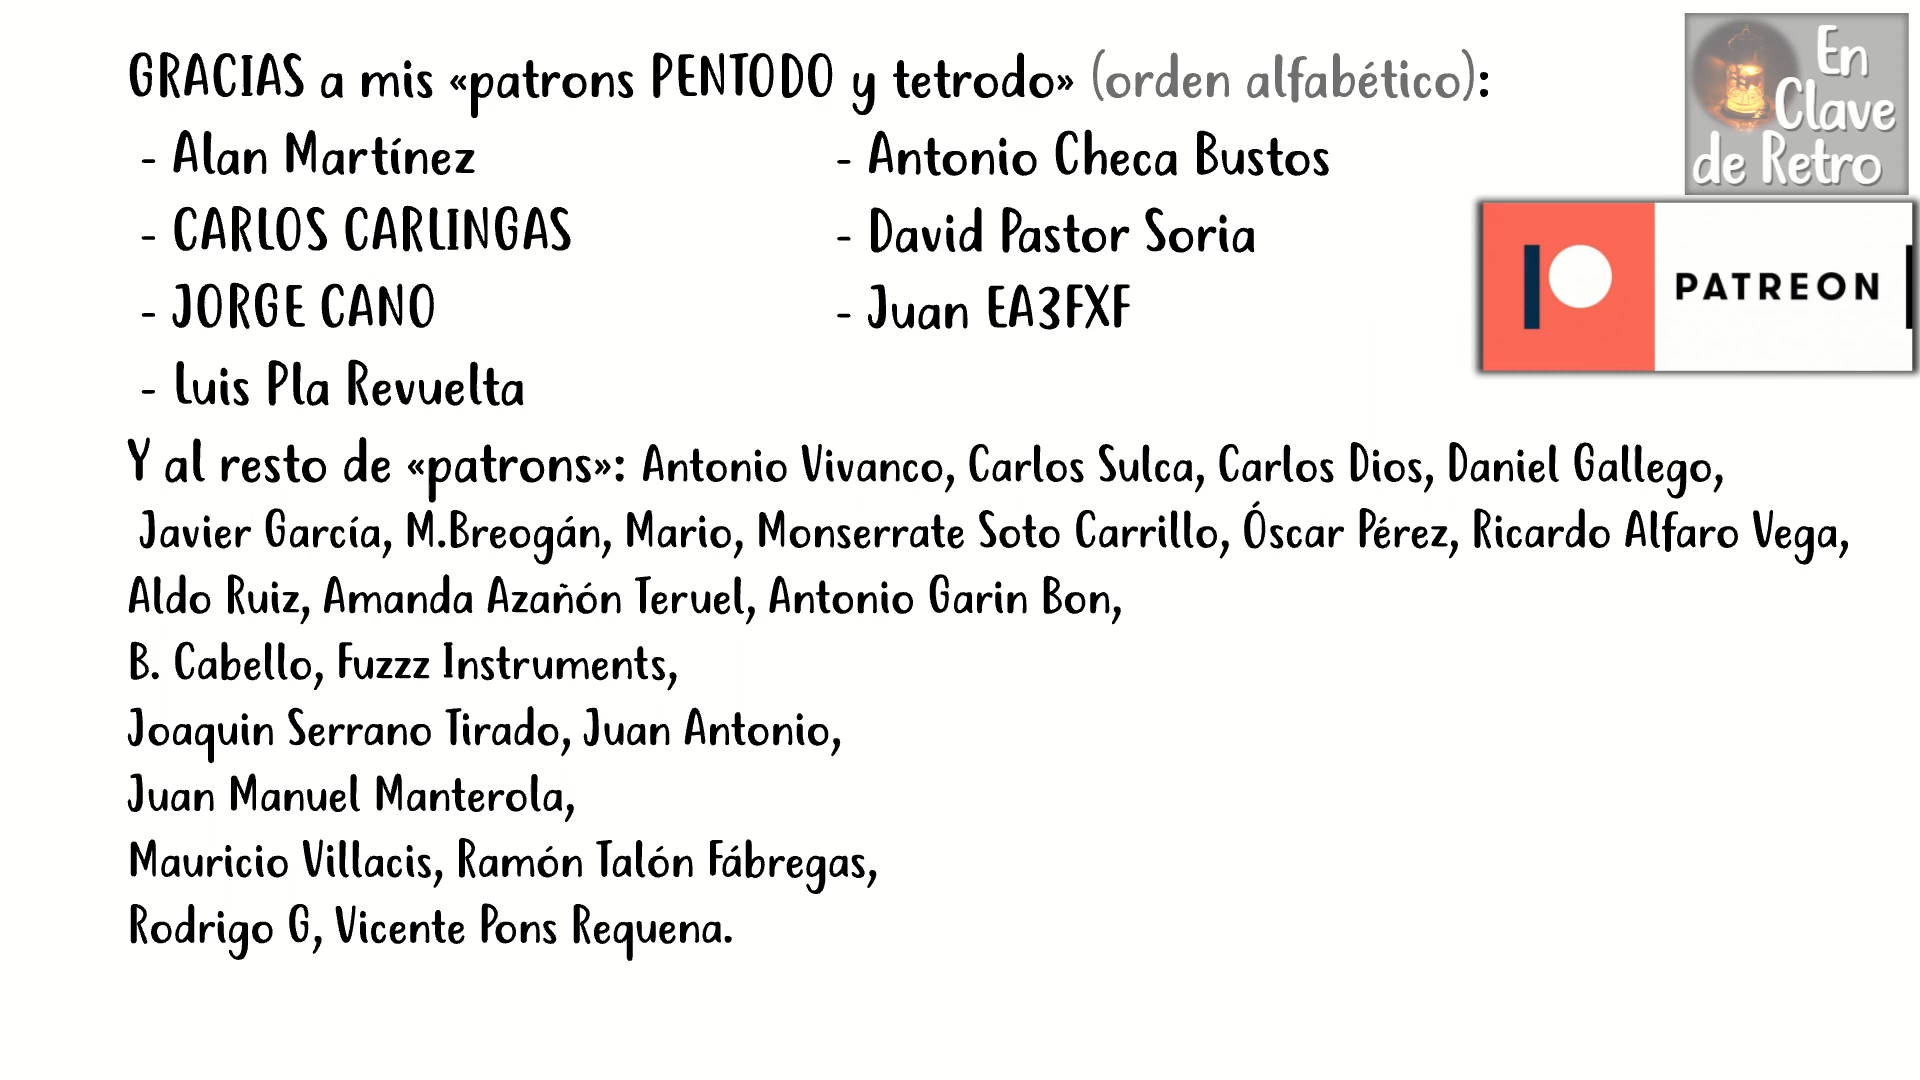 GRACIAS a mis «patrons PENTODO y tetrodo» (orden alfabético):
- Alan Martínez
- Antonio Checa Bustos
- CARLOS CARLINGAS
- David Pastor Soria
- JORGE CANO
- Juan EA3FXF
- Luis Pla Revuelta
Y al resto de «patrons»: Antonio Vivanco, Carlos Sulca, Carlos Dios, Daniel Gallego,
Javier García, M.Breogán, Mario, Monserrate Soto Carrillo, Óscar Pérez, Ricardo Alfaro Vega,
Aldo Ruiz, Amanda Azañón Teruel, Antonio Garin Bon,
B. Cabello, Fuzzz Instruments,
Joaquin Serrano Tirado, Juan Antonio,
Juan Manuel Manterola,
Mauricio Villacis, Ramón Talón Fábregas,
Rodrigo G, Vicente Pons Requena.
En
Clave
de Retro
PATREON